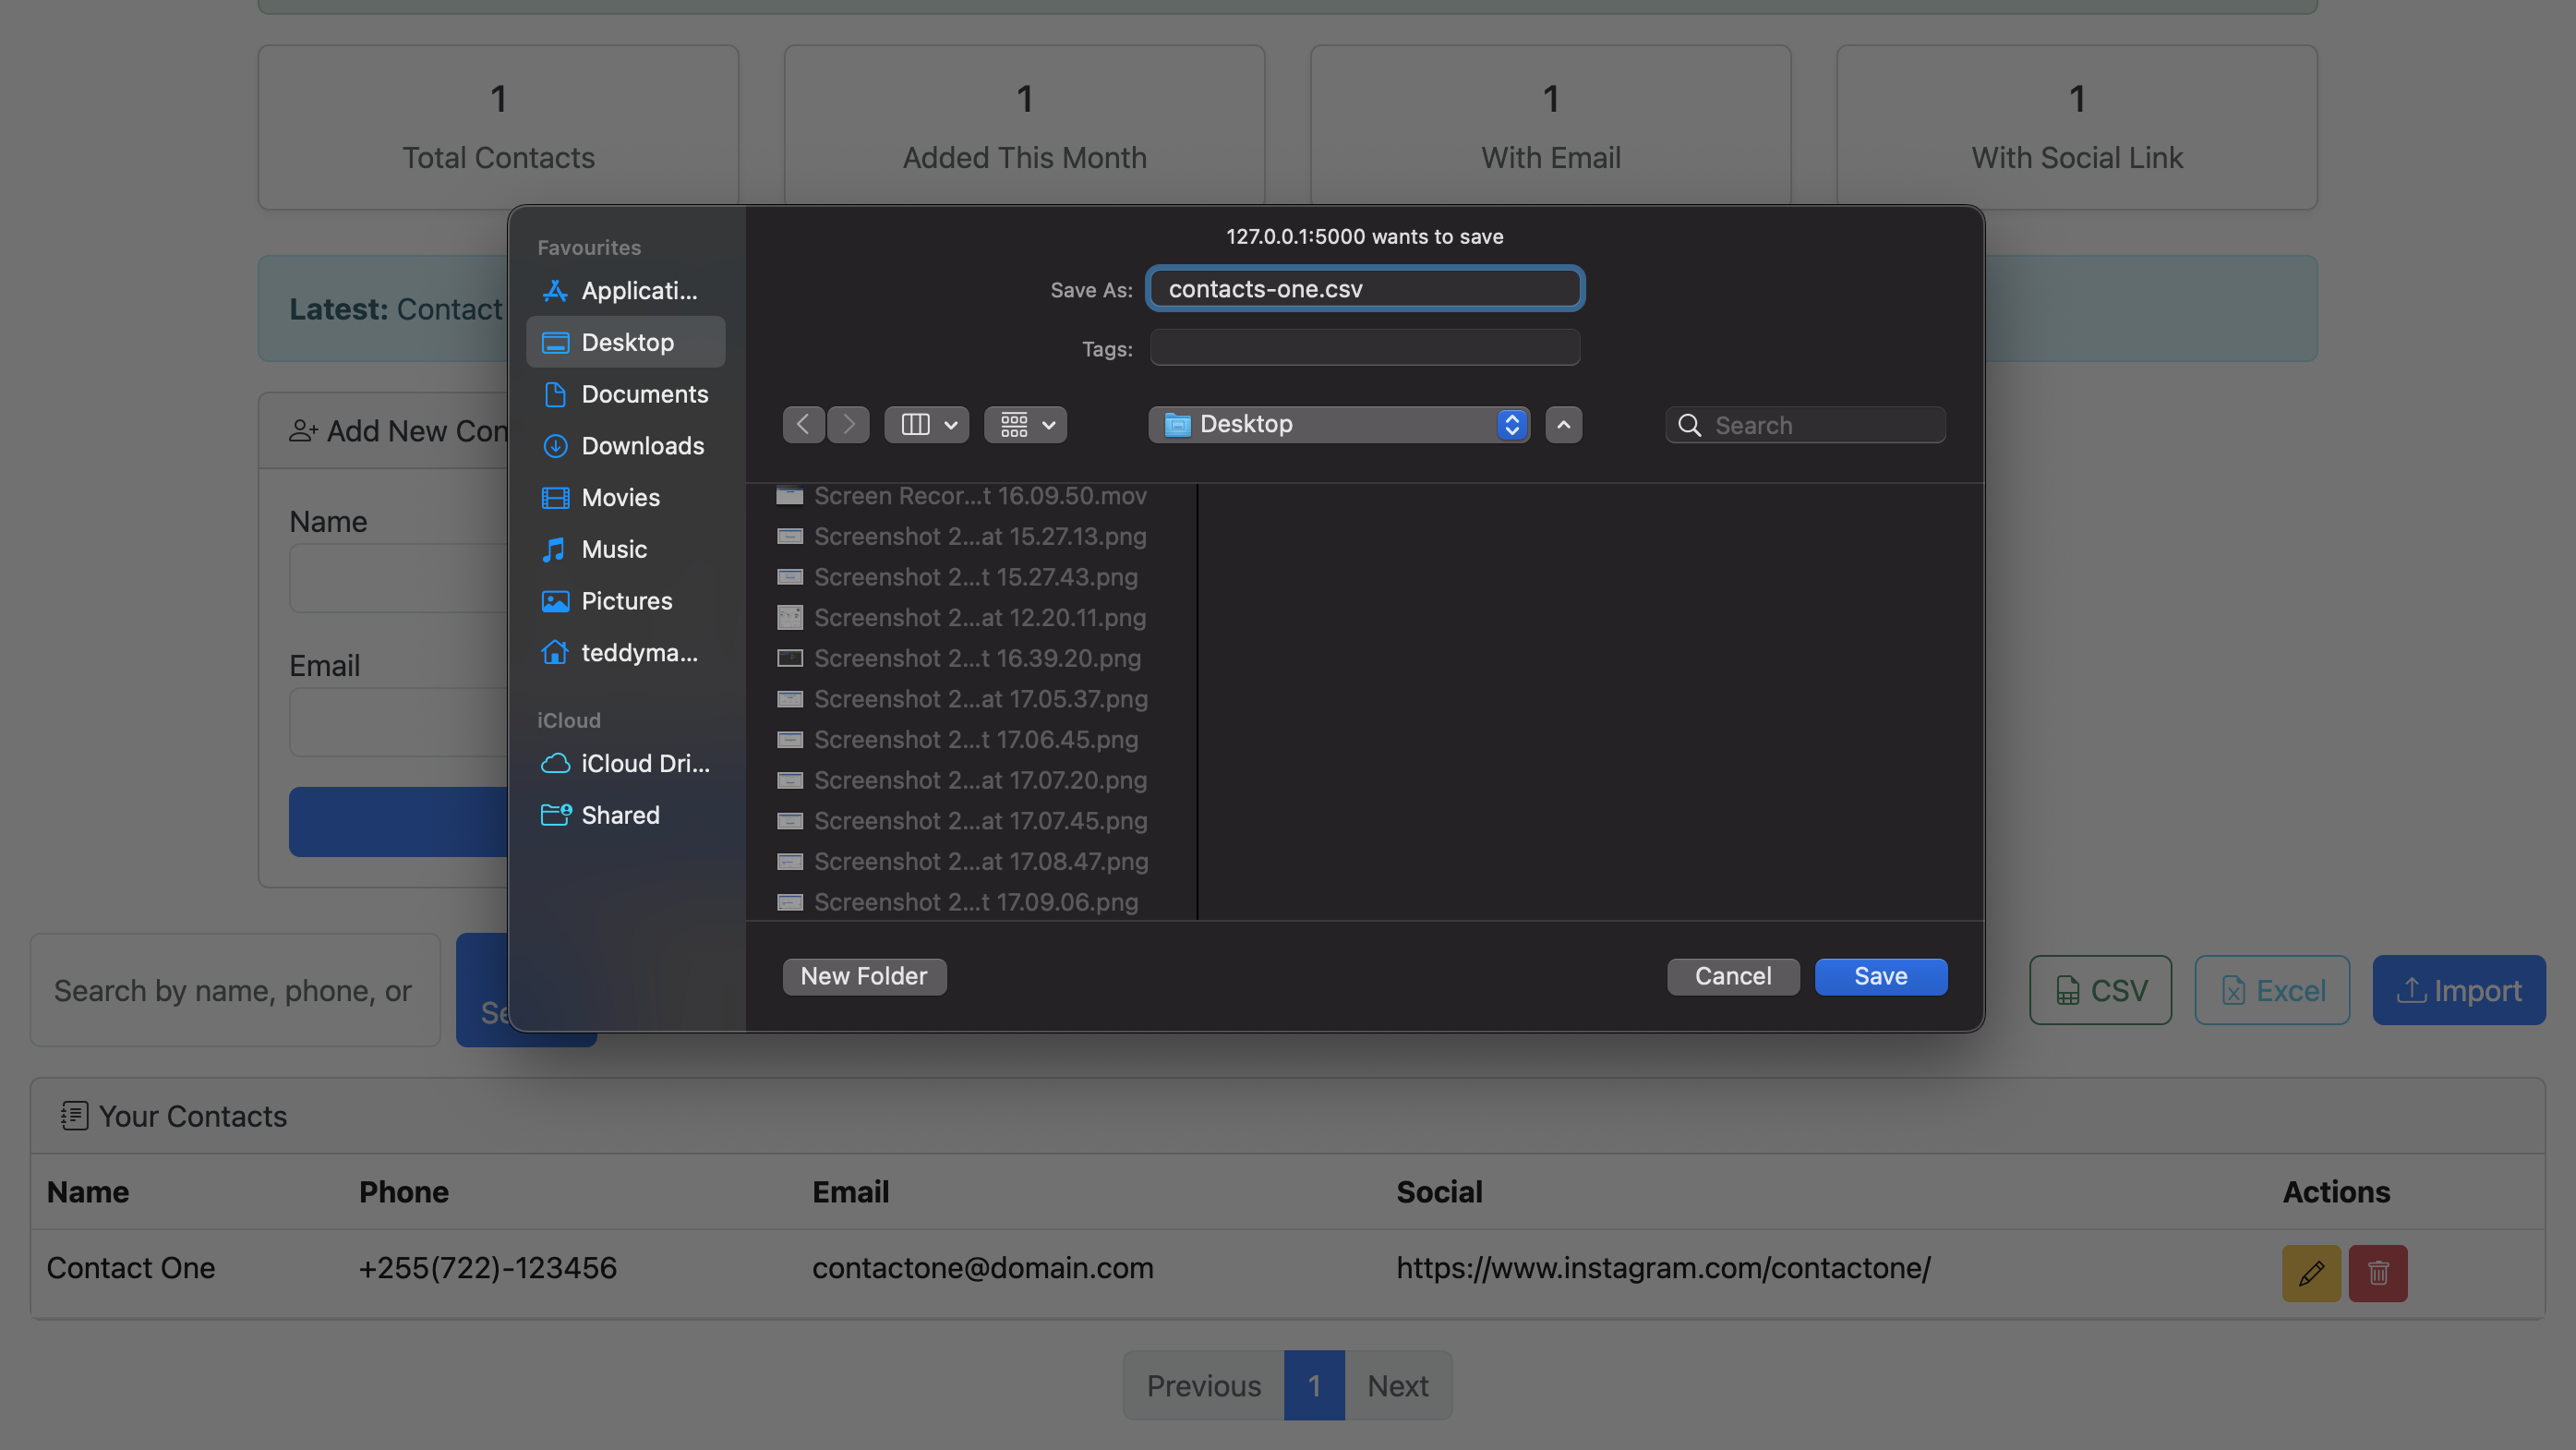 1
Total Contacts
1
Added This Month
1
With Email
1
With Social Link
Latest: Contact
Add New Con
Name
Email
Favourites
Applicati...
Desktop
Documents
Downloads
Movies
Music
Pictures
teddyma...
iCloud
iCloud Dri...
Shared
127.0.0.1:5000 wants to save
Save As: contacts-one.csv
Tags:
Desktop
Search
Screen Recor...t 16.09.50.mov
Screenshot 2...at 15.27.13.png
Screenshot 2...t 15.27.43.png
Screenshot 2...at 12.20.11.png
Screenshot 2...t 16.39.20.png
Screenshot 2...at 17.05.37.png
Screenshot 2...t 17.06.45.png
Screenshot 2...at 17.07.20.png
Screenshot 2...at 17.07.45.png
Screenshot 2...at 17.08.47.png
Screenshot 2...t 17.09.06.png
New Folder
Cancel
Save
Search by name, phone, or
Se
CSV
Excel
Import
Your Contacts
Name Phone Email Social Actions
Contact One +255(722)-123456 contactone@domain.com https://www.instagram.com/contactone/
Previous 1 Next